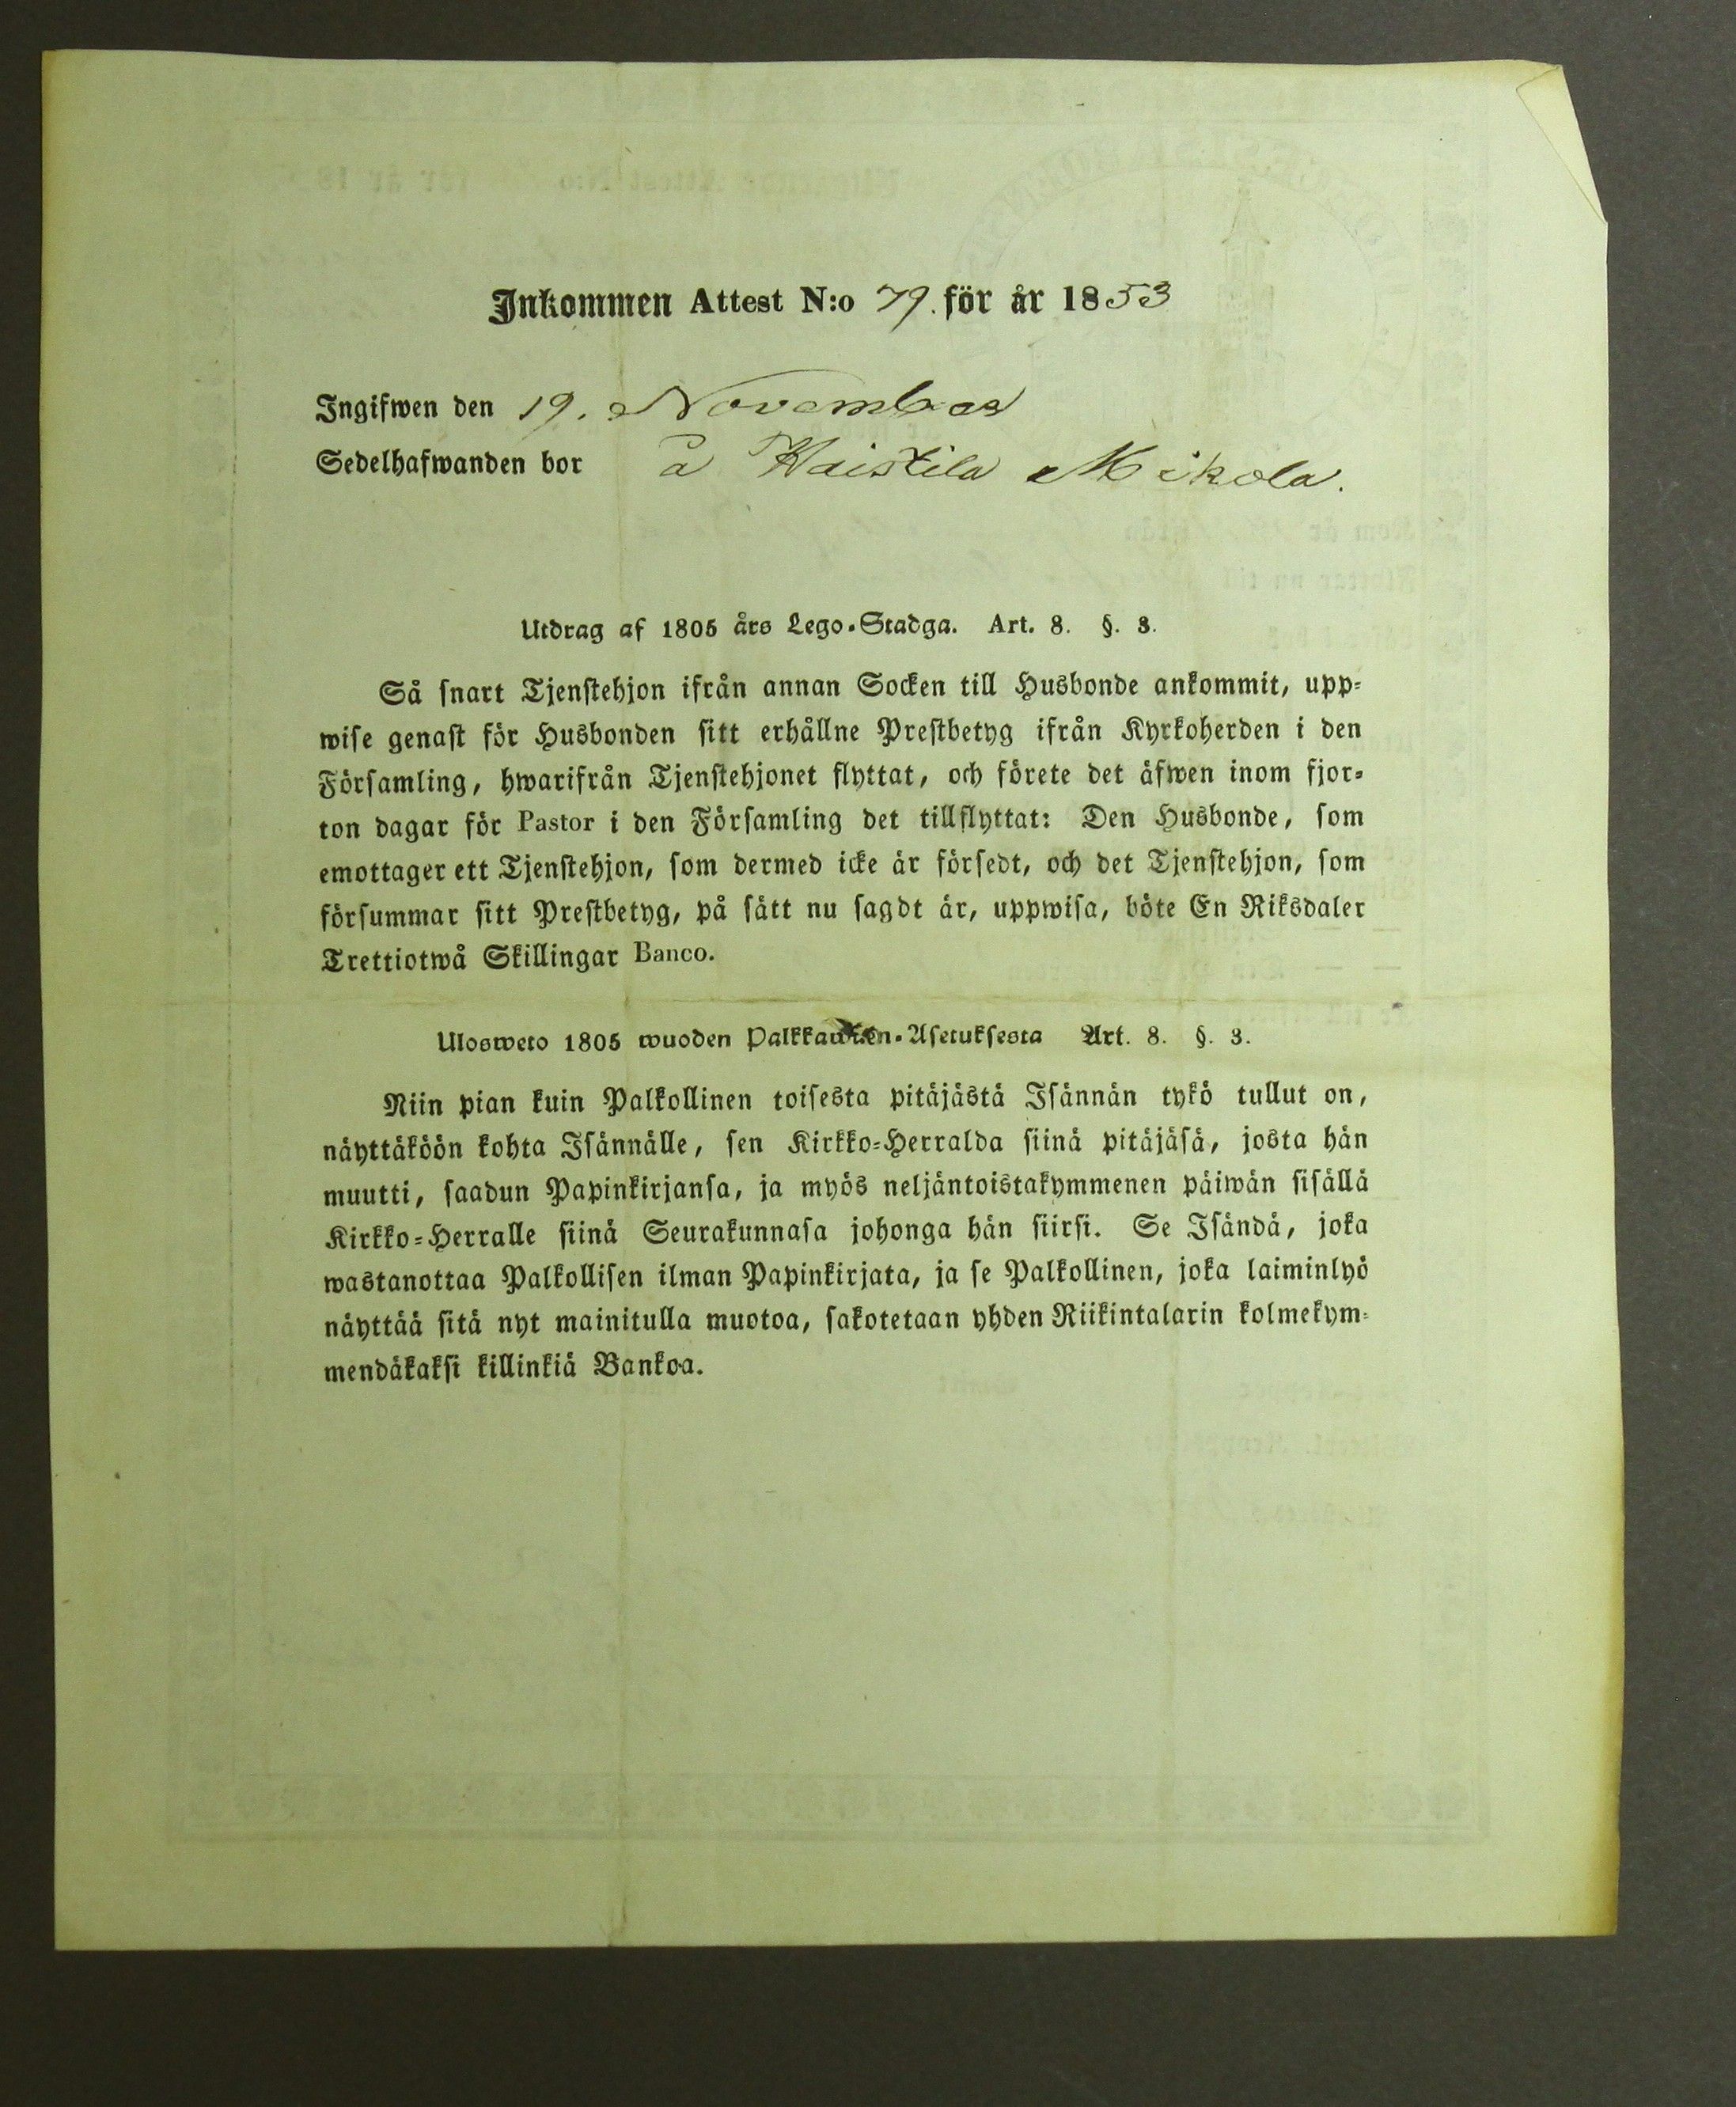 Inkommen Attest N:o 79. för år 1853
Ingifwen den 19. November
Sedelhafwanden bor å Kaistila Mikola.
Utdrag af 1805 års Lego-Stadga. Art. 8. §. 3.
Så snart Tjenstehjon ifrån annan Socken till Husbonde ankommit, upp-
wise genast för Husbonden sitt erhållne Prestbetyg ifrån Kyrkoherden i den
Församling, hwarifrån Tjenstehjonet flyttat, och förete det äfwen inom fjor-
ton dagar för Pastor i den Församling det tillflyttat: Den Husbonde, som
emottager ett Tjenstehjon, som dermed icke är försedt, och det Tjenstehjon, som
försummar sitt Prestbetyg, på sätt nu sagdt är, uppwisa, böte En Riksdaler
Trettiotwå Skillingar Banco.
Ulosweto 1805 wuoden Palkkauksen-Asetuksesta Art. 8. §. 3.
Niin pian kuin Palkollinen toisesta pitäjästä Isännän tykö tullut on,
näyttäköön kohta Isännälle, sen Kirkko-Herralda siinä pitäjäsä, josta hän
muutti, saadun Papinkirjansa, ja myös neljäntoistakymmenen päiwän sisällä
Kirkko-Herralle siinä Seurakunnasa johonga hän siirsi. Se Isändä, joka
wastanottaa Palkollisen ilman Papinkirjata, ja se Palkollinen, joka laiminlyö
näyttää sitä nyt mainitulla muotoa, sakotetaan yhden Riikintalarin kolmekym-
mendäkaksi killinkiä Bankoa.